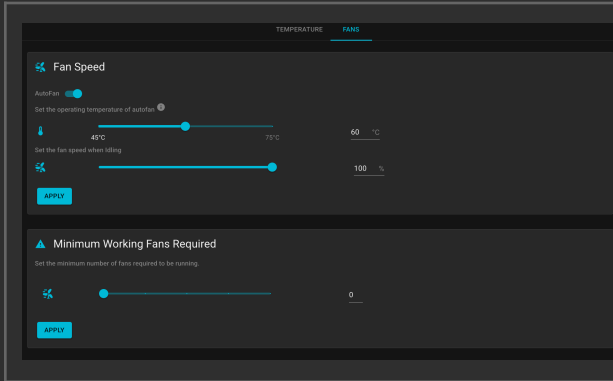 TEMPERATURE FANS
Fan Speed
AutoFan
Set the operating temperature of autofan
60 °C
45°C 75°C
Set the fan speed when Idling
100 %
APPLY
Minimum Working Fans Required
Set the minimum number of fans required to be running.
0
APPLY